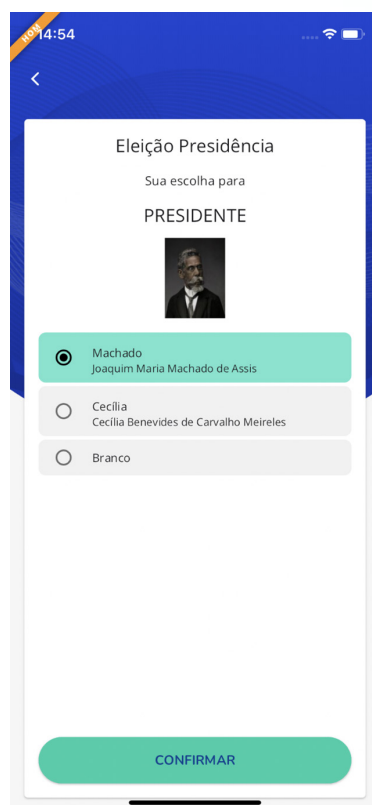 HOM
14:54
Eleição Presidência
Sua escolha para
PRESIDENTE
Machado
Joaquim Maria Machado de Assis
Cecília
Cecília Benevides de Carvalho Meireles
Branco
CONFIRMAR